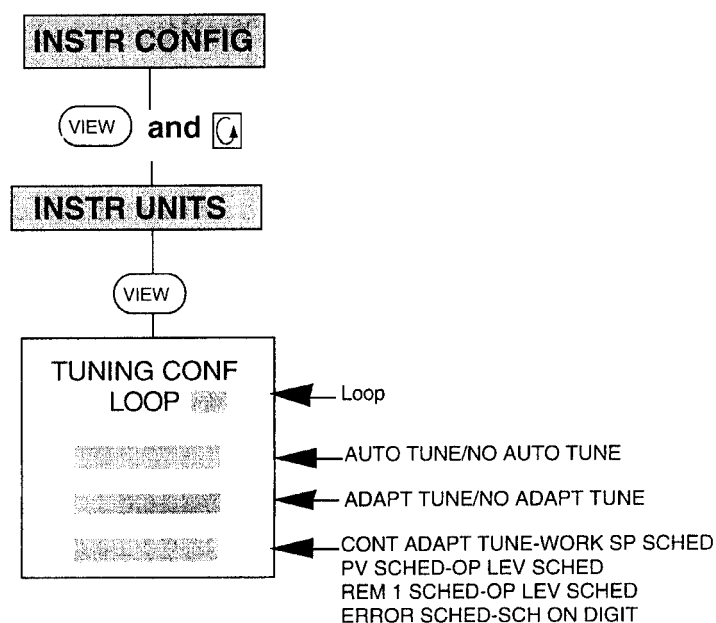 INSTR CONFIG
VIEW and
INSTR UNITS
VIEW
TUNING CONF
LOOP
Loop
AUTO TUNE/NO AUTO TUNE
ADAPT TUNE/NO ADAPT TUNE
CONT ADAPT TUNE-WORK SP SCHED
PV SCHED-OP LEV SCHED
REM 1 SCHED-OP LEV SCHED
ERROR SCHED-SCH ON DIGIT